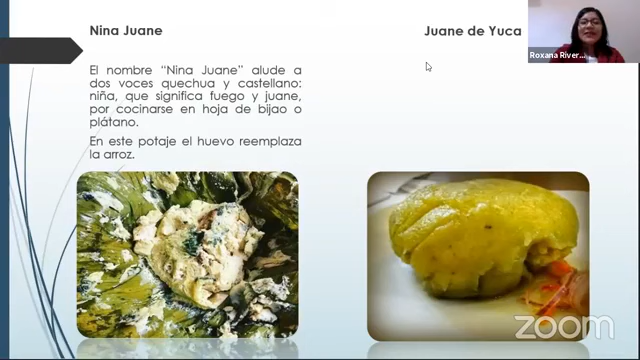 Nina Juane
El nombre “Nina Juane” alude a
dos voces quechua y castellano:
niña, que significa fuego y juane,
por cocinarse en hoja de bijao o
plátano.
En este potaje el huevo reemplaza
la arroz.
Juane de Yuca
Roxana River...
zoom